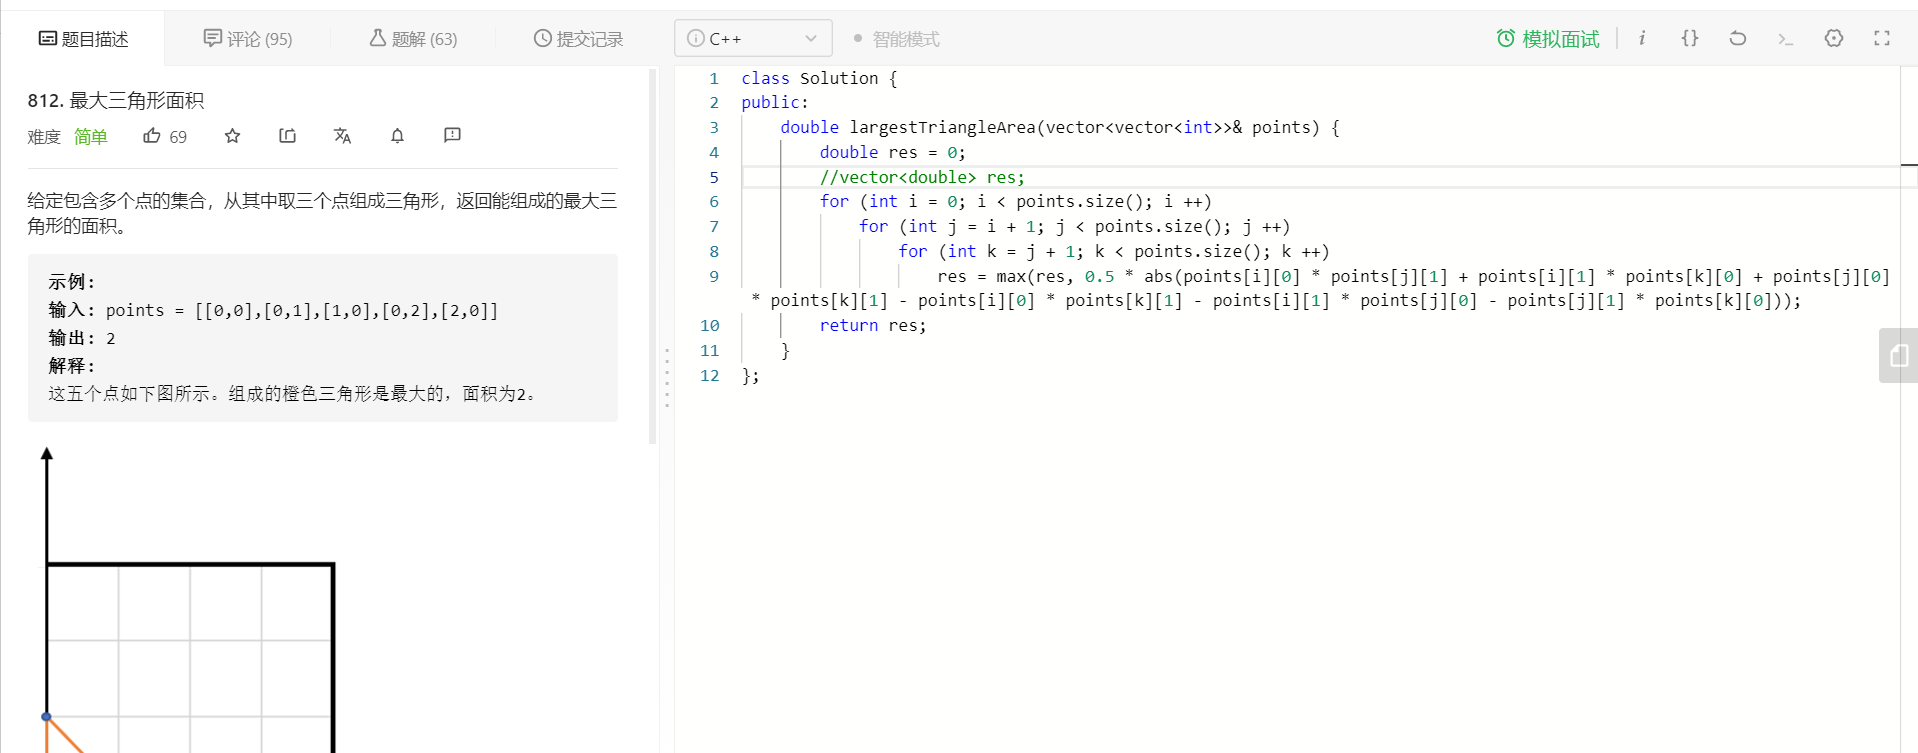 题目描述
评论 (95)
题解 (63)
提交记录
C++
智能模式
模拟面试
812. 最大三角形面积
难度 简单 69
给定包含多个点的集合，从其中取三个点组成三角形，返回能组成的最大三
角形的面积。
示例:
输入: points = [[0,0],[0,1],[1,0],[0,2],[2,0]]
输出: 2
解释:
这五个点如下图所示。组成的橙色三角形是最大的，面积为2。
1 class Solution {
2 public:
3 double largestTriangleArea(vector<vector<int>>& points) {
4 double res = 0;
5 //vector<double> res;
6 for (int i = 0; i < points.size(); i ++)
7 for (int j = i + 1; j < points.size(); j ++)
8 for (int k = j + 1; k < points.size(); k ++)
9 res = max(res, 0.5 * abs(points[i][0] * points[j][1] + points[i][1] * points[k][0] + points[j][0]
* points[k][1] - points[i][0] * points[k][1] - points[i][1] * points[j][0] - points[j][1] * points[k][0]));
10 return res;
11 }
12 };